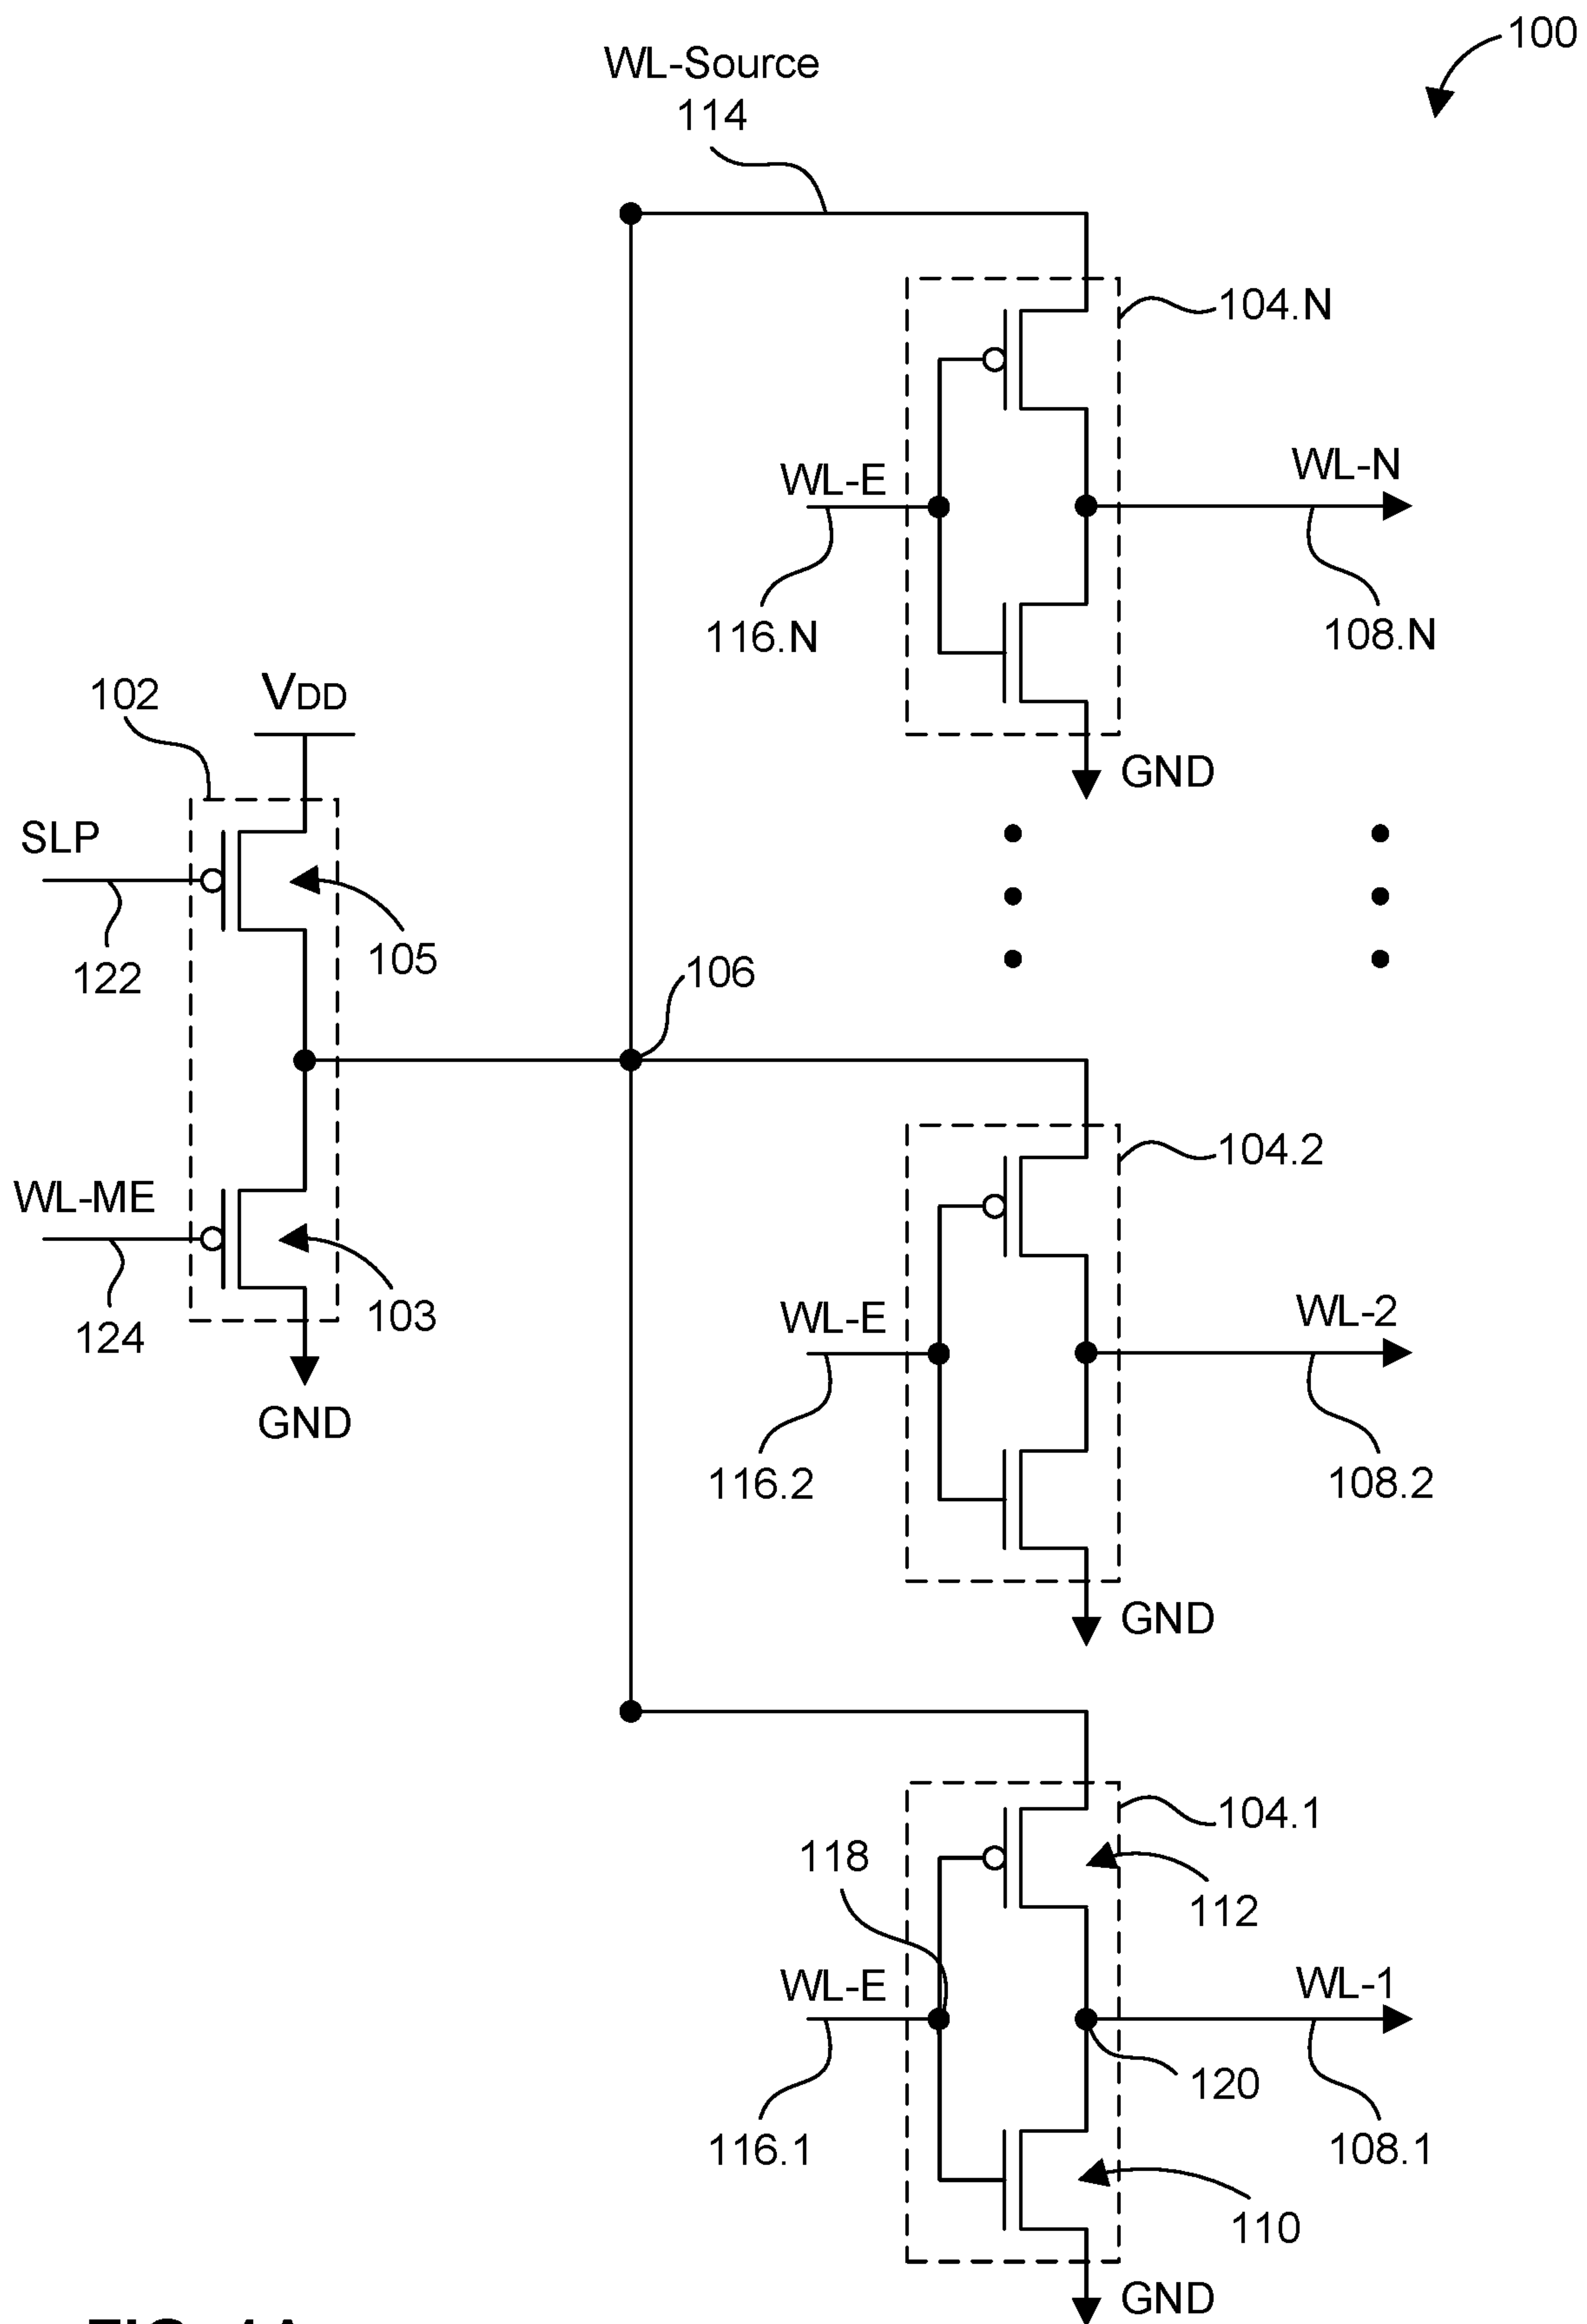 100
WL-Source
114
104.N
WL-E
WL-N
116.N
108.N
GND
102
VDD
SLP
122
105
106
WL-ME
124
103
GND
104.2
WL-E
WL-2
116.2
108.2
GND
104.1
118
112
WL-E
WL-1
120
116.1
108.1
110
GND